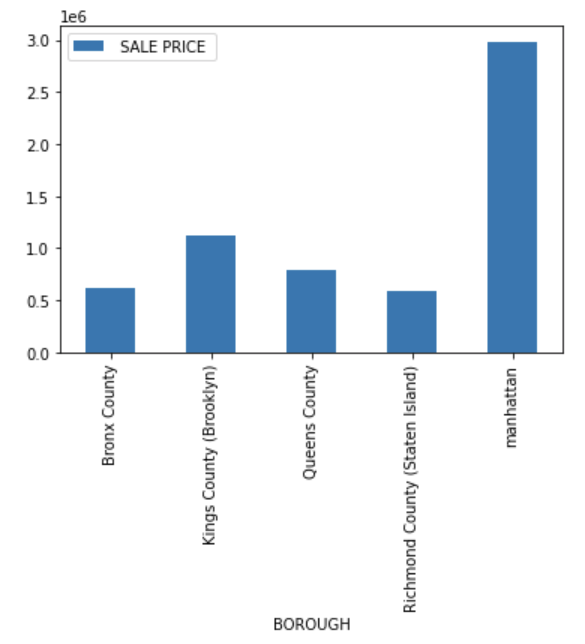 1e6
SALE PRICE
3.0
2.5
2.0
1.5
1.0
0.5
0.0
Bronx County
Kings County (Brooklyn)
Queens County
Richmond County (Staten Island)
manhattan
BOROUGH